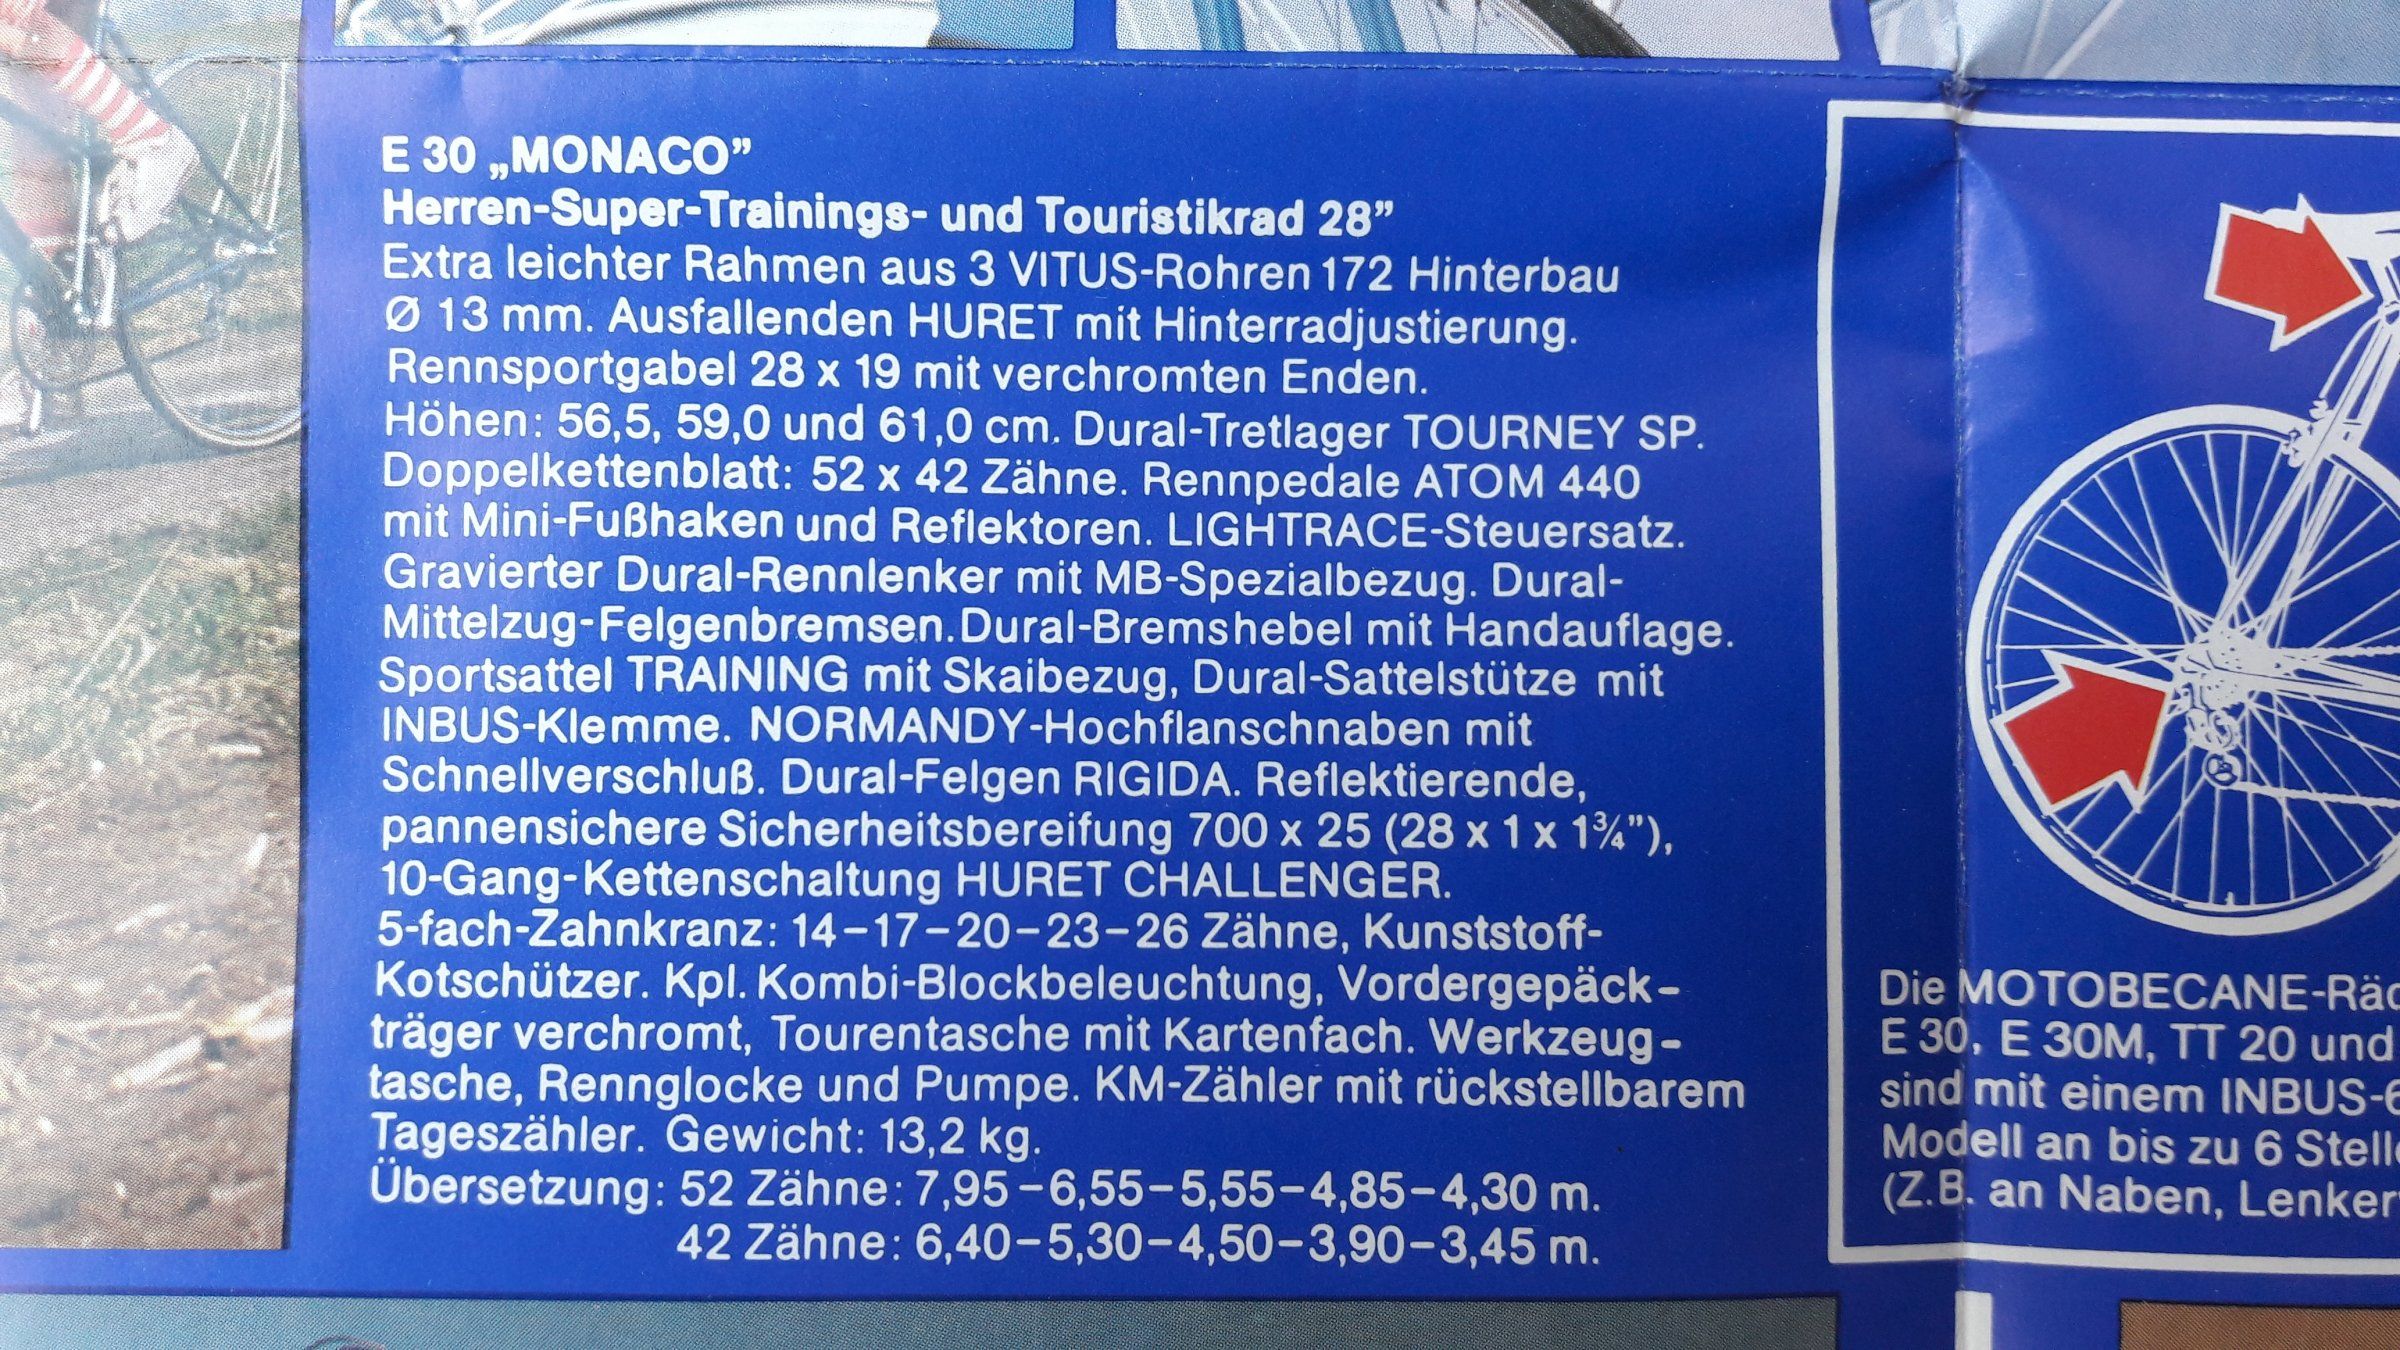 E 30 „MONACO”
Herren-Super-Trainings- und Touristikrad 28”
Extra leichter Rahmen aus 3 VITUS-Rohren 172 Hinterbau
Ø 13 mm. Ausfallenden HURET mit Hinterradjustierung.
Rennsportgabel 28 x 19 mit verchromten Enden.
Höhen: 56,5, 59,0 und 61,0 cm. Dural-Tretlager TOURNEY SP.
Doppelkettenblatt: 52 x 42 Zähne. Rennpedale ATOM 440
mit Mini-Fußhaken und Reflektoren. LIGHTRACE-Steuersatz.
Gravierter Dural-Rennlenker mit MB-Spezialbezug. Dural-
Mittelzug-Felgenbremsen. Dural-Bremshebel mit Handauflage.
Sportsattel TRAINING mit Skaibezug, Dural-Sattelstütze mit
INBUS-Klemme. NORMANDY-Hochflanschnaben mit
Schnellverschluß. Dural-Felgen RIGIDA. Reflektierende,
pannensichere Sicherheitsbereifung 700 x 25 (28 x 1 x 1¾”),
10-Gang-Kettenschaltung HURET CHALLENGER.
5-fach-Zahnkranz: 14–17–20–23–26 Zähne, Kunststoff-
Kotschützer. Kpl. Kombi-Blockbeleuchtung, Vordergepäck-
träger verchromt, Tourentasche mit Kartenfach. Werkzeug-
tasche, Rennglocke und Pumpe. KM-Zähler mit rückstellbarem
Tageszähler. Gewicht: 13,2 kg.
Übersetzung: 52 Zähne: 7,95–6,55–5,55–4,85–4,30 m.
42 Zähne: 6,40–5,30–4,50–3,90–3,45 m.
Die MOTOBECANE-Räd
E 30, E 30M, TT 20 und
sind mit einem INBUS-6
Modell an bis zu 6 Stell
(Z.B. an Naben, Lenker